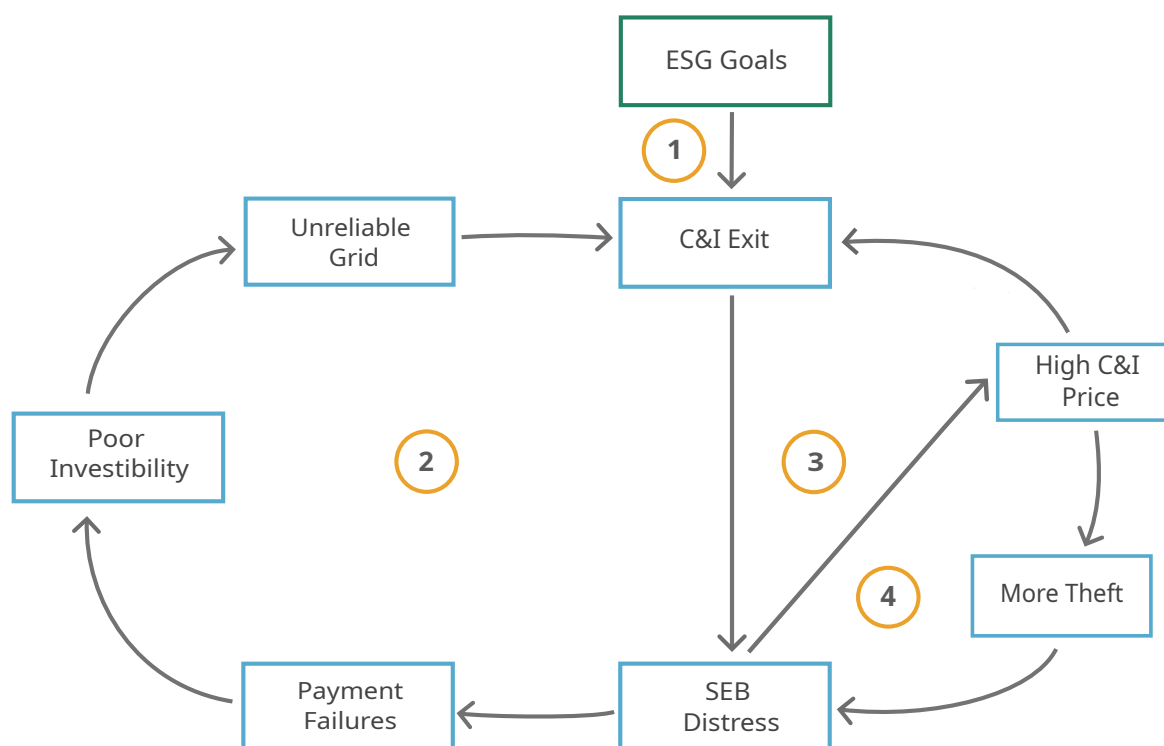 ESG Goals
1
Unreliable
Grid
C&I Exit
High C&I
Price
Poor
Investibility
2
3
4
More Theft
Payment
Failures
SEB
Distress